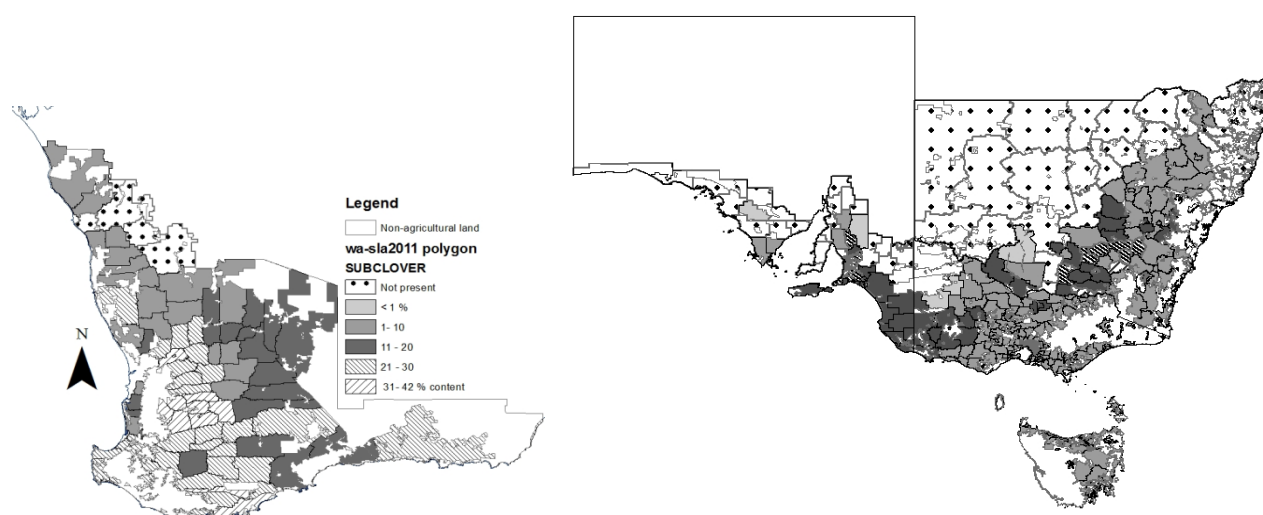 Legend
Non-agricultural land
wa-sla2011 polygon
SUBCLOVER
Not present
< 1 %
1- 10
11 - 20
21 - 30
31- 42 % content
N